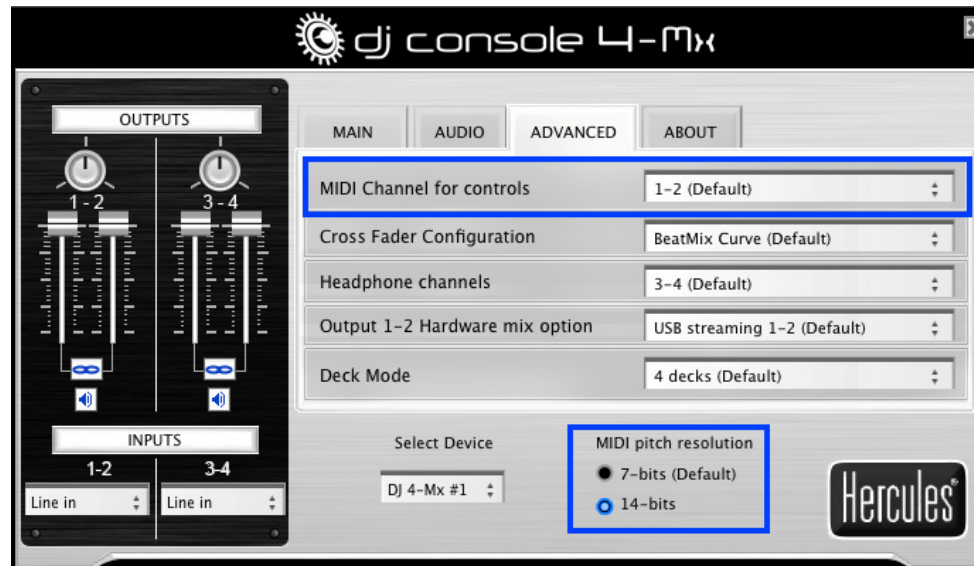 dj console 4-Mx
OUTPUTS
1 - 2
3 - 4
INPUTS
1-2
3-4
Line in
Line in
MAIN
AUDIO
ADVANCED
ABOUT
MIDI Channel for controls
1-2 (Default)
Cross Fader Configuration
BeatMix Curve (Default)
Headphone channels
3-4 (Default)
Output 1-2 Hardware mix option
USB streaming 1-2 (Default)
Deck Mode
4 decks (Default)
Select Device
DJ 4-Mx #1
MIDI pitch resolution
7-bits (Default)
14-bits
Hercules®